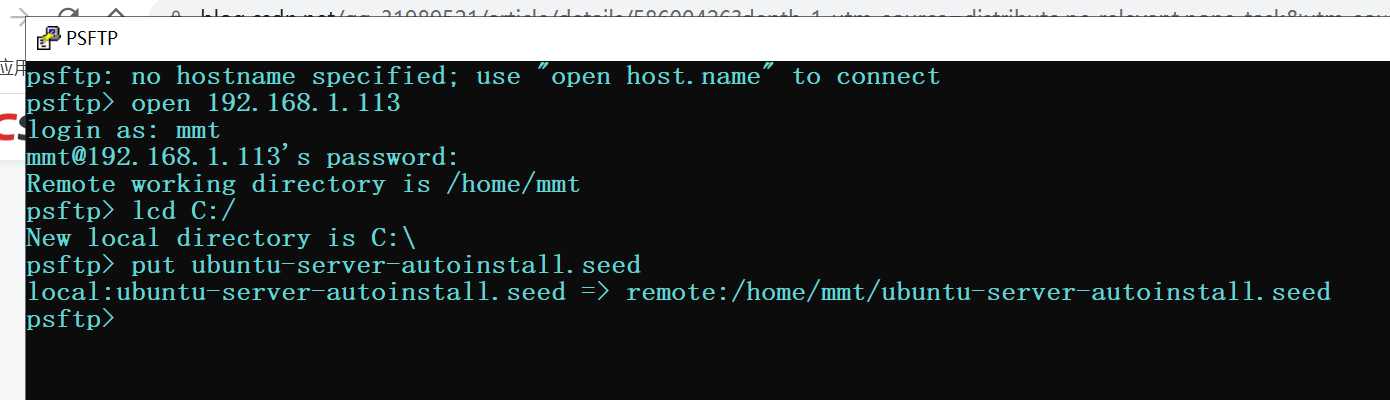 PSFTP
应用
psftp: no hostname specified; use "open host.name" to connect
psftp> open 192.168.1.113
login as: mmt
mmt@192.168.1.113's password:
Remote working directory is /home/mmt
psftp> lcd C:/
New local directory is C:\
psftp> put ubuntu-server-autoinstall.seed
local:ubuntu-server-autoinstall.seed => remote:/home/mmt/ubuntu-server-autoinstall.seed
psftp>